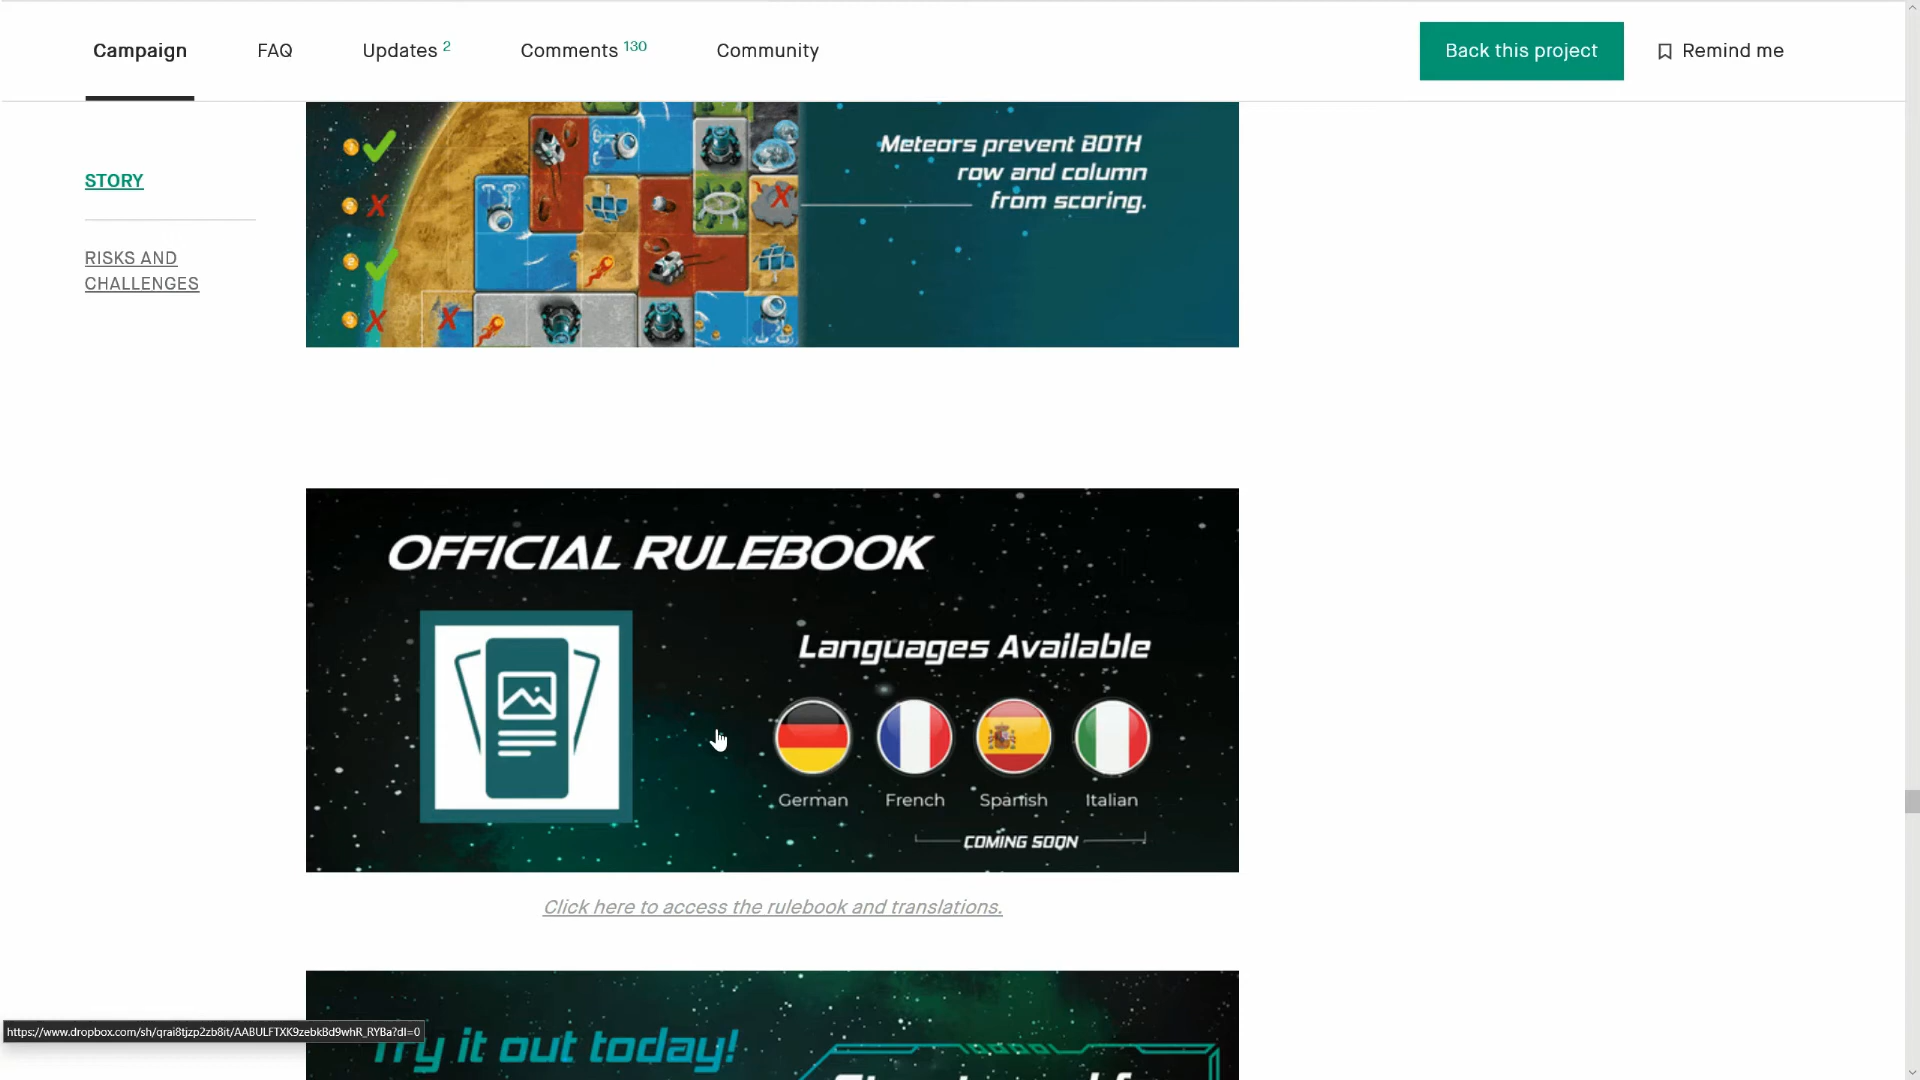 Campaign
FAQ
Updates 2
Comments 130
Community
Back this project
Remind me
STORY
RISKS AND
CHALLENGES
Meteors prevent BOTH
row and column
from scoring.
OFFICIAL RULEBOOK
Languages Available
German French Spanish Italian
COMING SOON
Click here to access the rulebook and translations.
Try it out today!